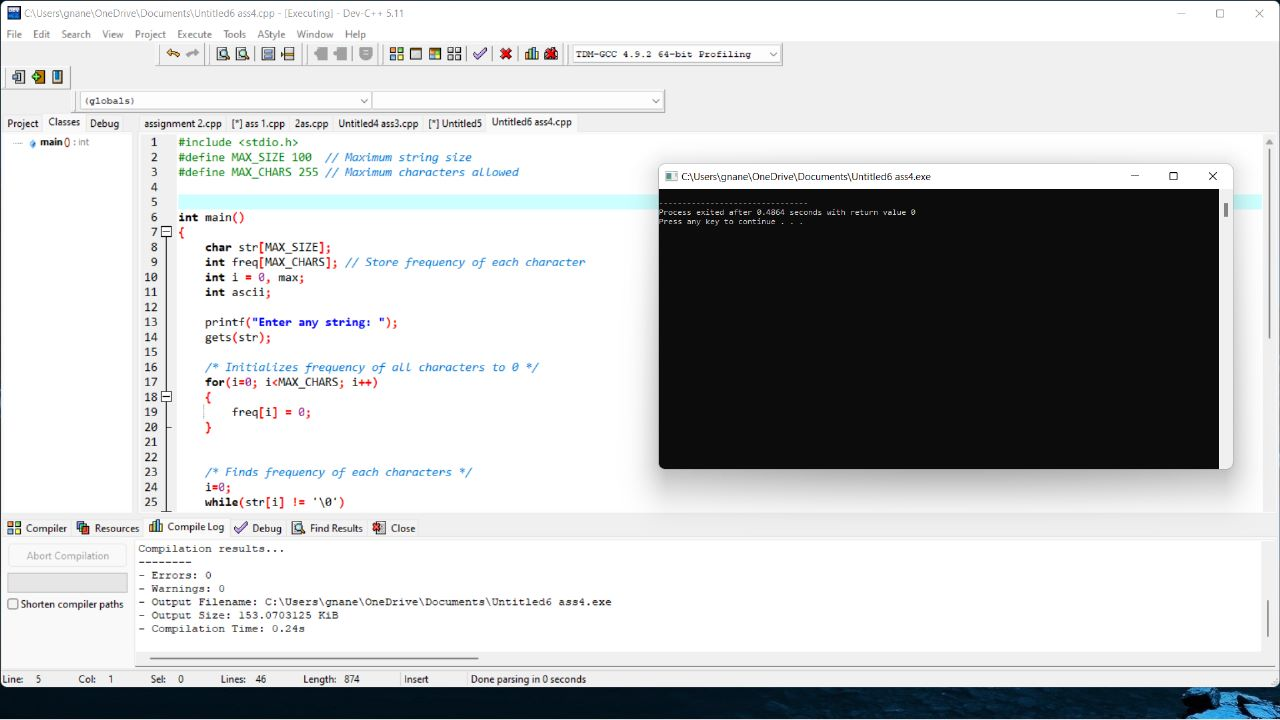 C:\Users\gnane\OneDrive\Documents\Untitled6 ass4.cpp - [Executing] - Dev-C++ 5.11
File Edit Search View Project Execute Tools AStyle Window Help
TDM-GCC 4.9.2 64-bit Profiling
(globals)
Project Classes Debug
assignment 2.cpp [*] ass 1.cpp 2as.cpp Untitled4 ass3.cpp [*] Untitled5 Untitled6 ass4.cpp
main () : int
1 #include <stdio.h>
2 #define MAX_SIZE 100 // Maximum string size
3 #define MAX_CHARS 255 // Maximum characters allowed
4
5
6 int main()
7 {
8 char str[MAX_SIZE];
9 int freq[MAX_CHARS]; // Store frequency of each character
10 int i = 0, max;
11 int ascii;
12
13 printf("Enter any string: ");
14 gets(str);
15
16 /* Initializes frequency of all characters to 0 */
17 for(i=0; i<MAX_CHARS; i++)
18 {
19 freq[i] = 0;
20 }
21
22
23 /* Finds frequency of each characters */
24 i=0;
25 while(str[i] != '\0')
C:\Users\gnane\OneDrive\Documents\Untitled6 ass4.exe
--------------------------------
Process exited after 0.4864 seconds with return value 0
Press any key to continue . . .
Compiler Resources Compile Log Debug Find Results Close
Abort Compilation
Shorten compiler paths
Compilation results...
--------
- Errors: 0
- Warnings: 0
- Output Filename: C:\Users\gnane\OneDrive\Documents\Untitled6 ass4.exe
- Output Size: 153.0703125 KiB
- Compilation Time: 0.24s
Line: 5 Col: 1 Sel: 0 Lines: 46 Length: 874 Insert Done parsing in 0 seconds